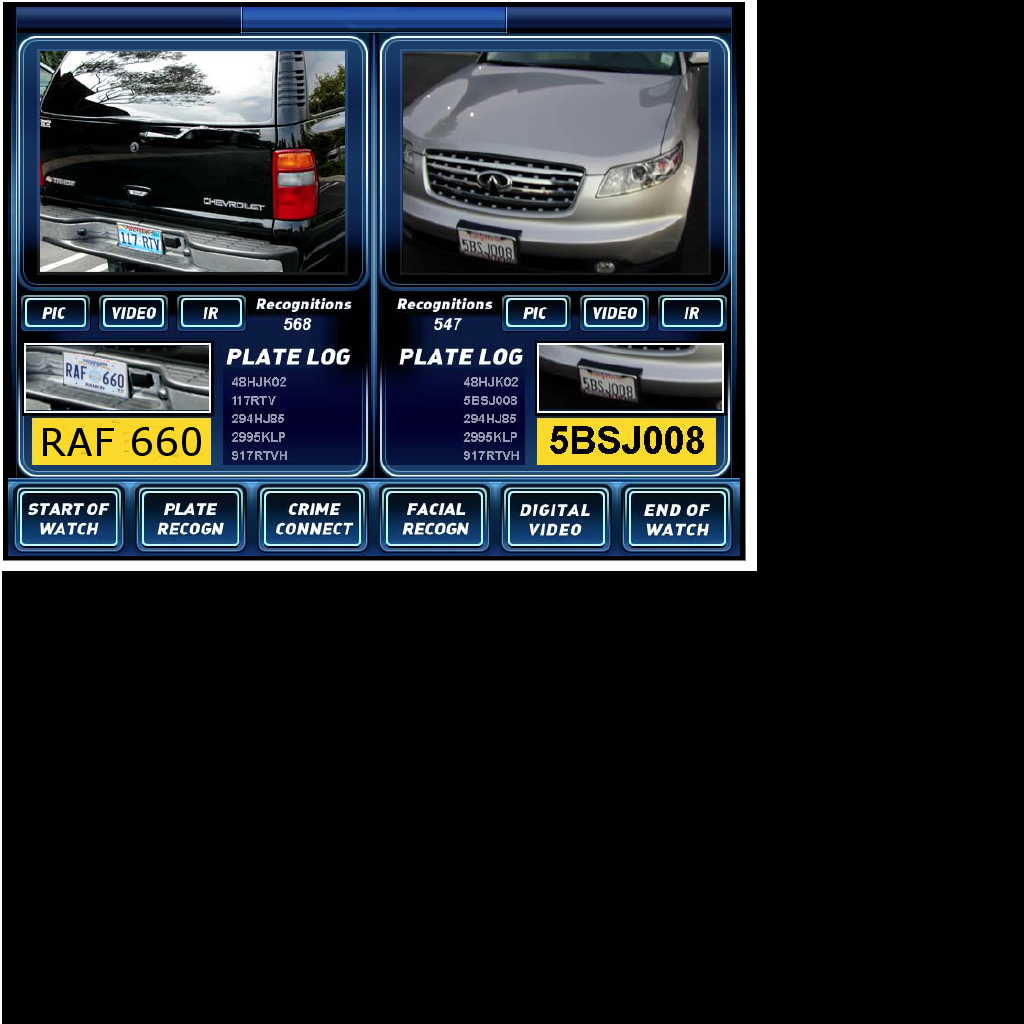 TAHOE
CHEVROLET
117 RTV
5BSJ008
PIC
VIDEO
IR
Recognitions
568
Recognitions
547
PIC
VIDEO
IR
RAF 660
RANKIN
PLATE LOG
48HJK02
117RTV
294HJB5
2995KLP
917RTVH
RAF 660
PLATE LOG
48HJK02
5BSJ008
294HJB5
2995KLP
917RTVH
5BSJ008
5BSJ008
START OF
WATCH
PLATE
RECOGN
CRIME
CONNECT
FACIAL
RECOGN
DIGITAL
VIDEO
END OF
WATCH